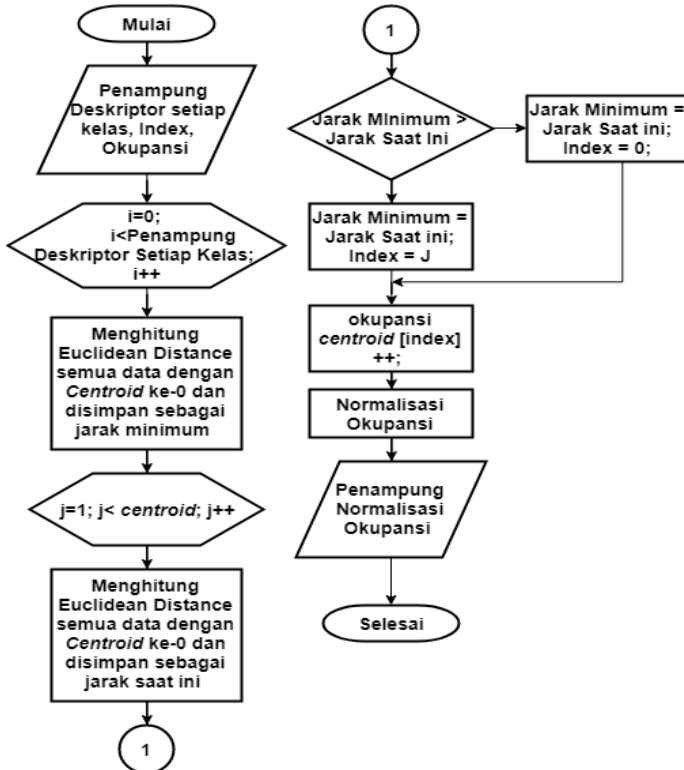 Mulai
Penampung
Deskriptor setiap
kelas, Index,
Okupansi
i=0;
i<Penampung
Deskriptor Setiap Kelas;
i++
Menghitung
Euclidean Distance
semua data dengan
Centroid ke-0 dan
disimpan sebagai
jarak minimum
j=1; j< centroid; j++
Menghitung
Euclidean Distance
semua data dengan
Centroid ke-0 dan
disimpan sebagai
jarak saat ini
1
1
Jarak Minimum >
Jarak Saat Ini
Jarak Minimum =
Jarak Saat ini;
Index = 0;
Jarak Minimum =
Jarak Saat ini;
Index = J
okupansi
centroid [index]
++;
Normalisasi
Okupansi
Penampung
Normalisasi
Okupansi
Selesai